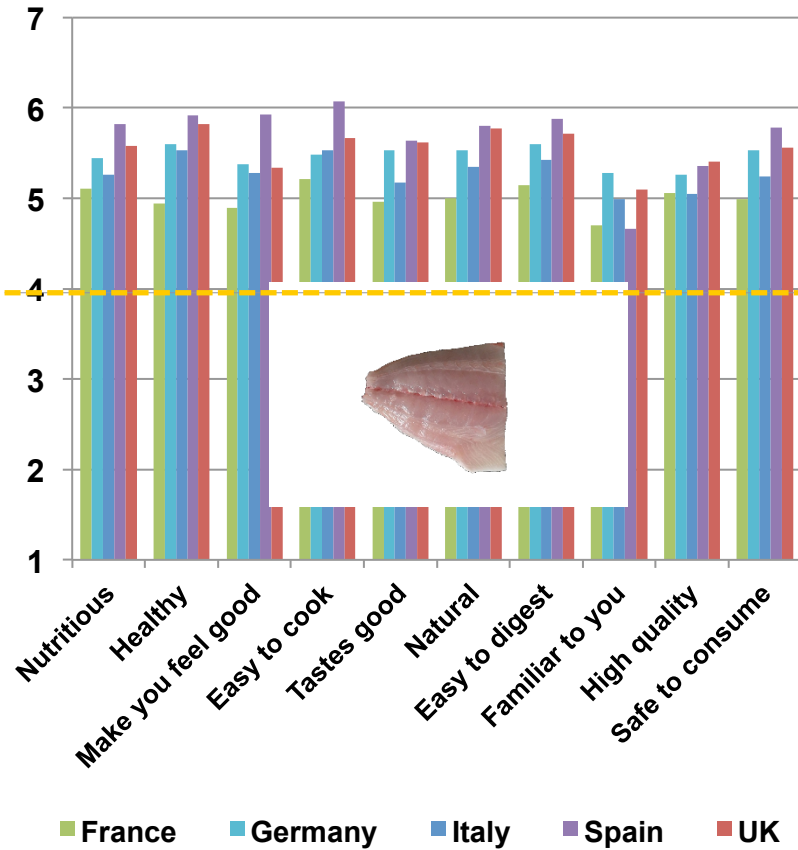 7
6
5
4
3
2
1
Nutritious
Healthy
Make you feel good
Easy to cook
Tastes good
Natural
Easy to digest
Familiar to you
High quality
Safe to consume
France Germany Italy Spain UK